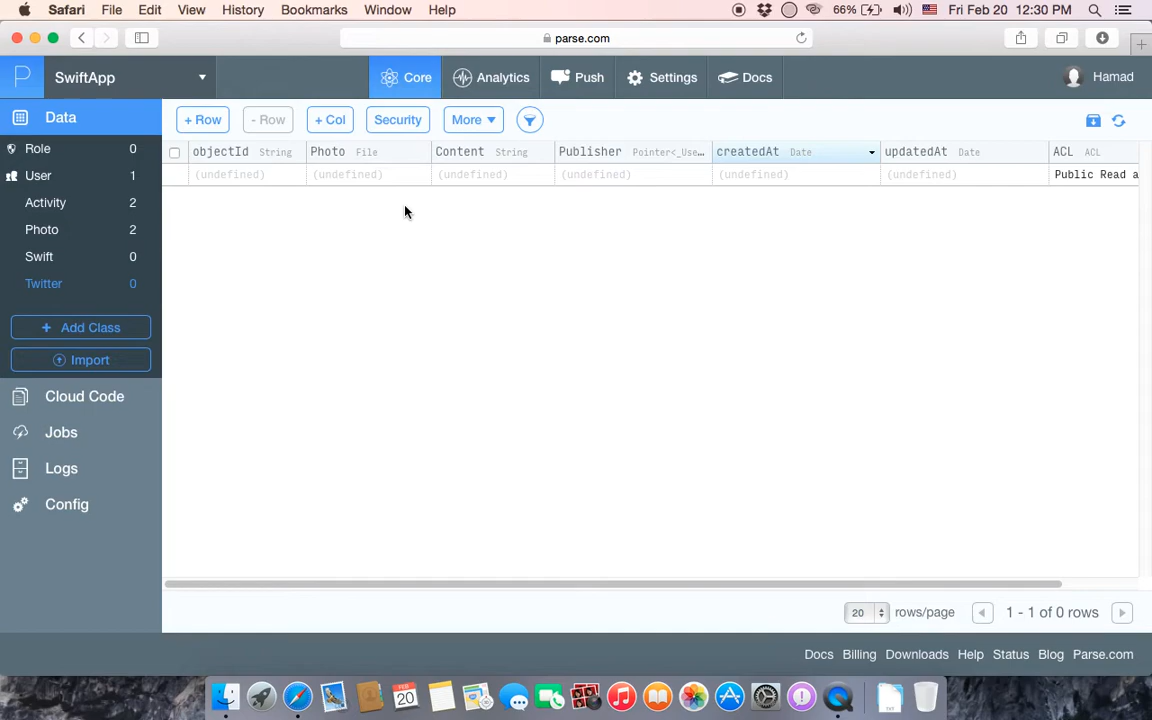 Safari File Edit View History Bookmarks Window Help 66% Fri Feb 20 12:30 PM
parse.com
P SwiftApp Core Analytics Push Settings Docs Hamad
Data + Row - Row + Col Security More
objectId String Photo File Content String Publisher Pointer<_Use… createdAt Date updatedAt Date ACL ACL
(undefined) (undefined) (undefined) (undefined) (undefined) (undefined) Public Read a
Role 0
User 1
Activity 2
Photo 2
Swift 0
Twitter 0
+ Add Class
Import
Cloud Code
Jobs
Logs
Config
20 rows/page 1 - 1 of 0 rows
Docs Billing Downloads Help Status Blog Parse.com
FEB
20